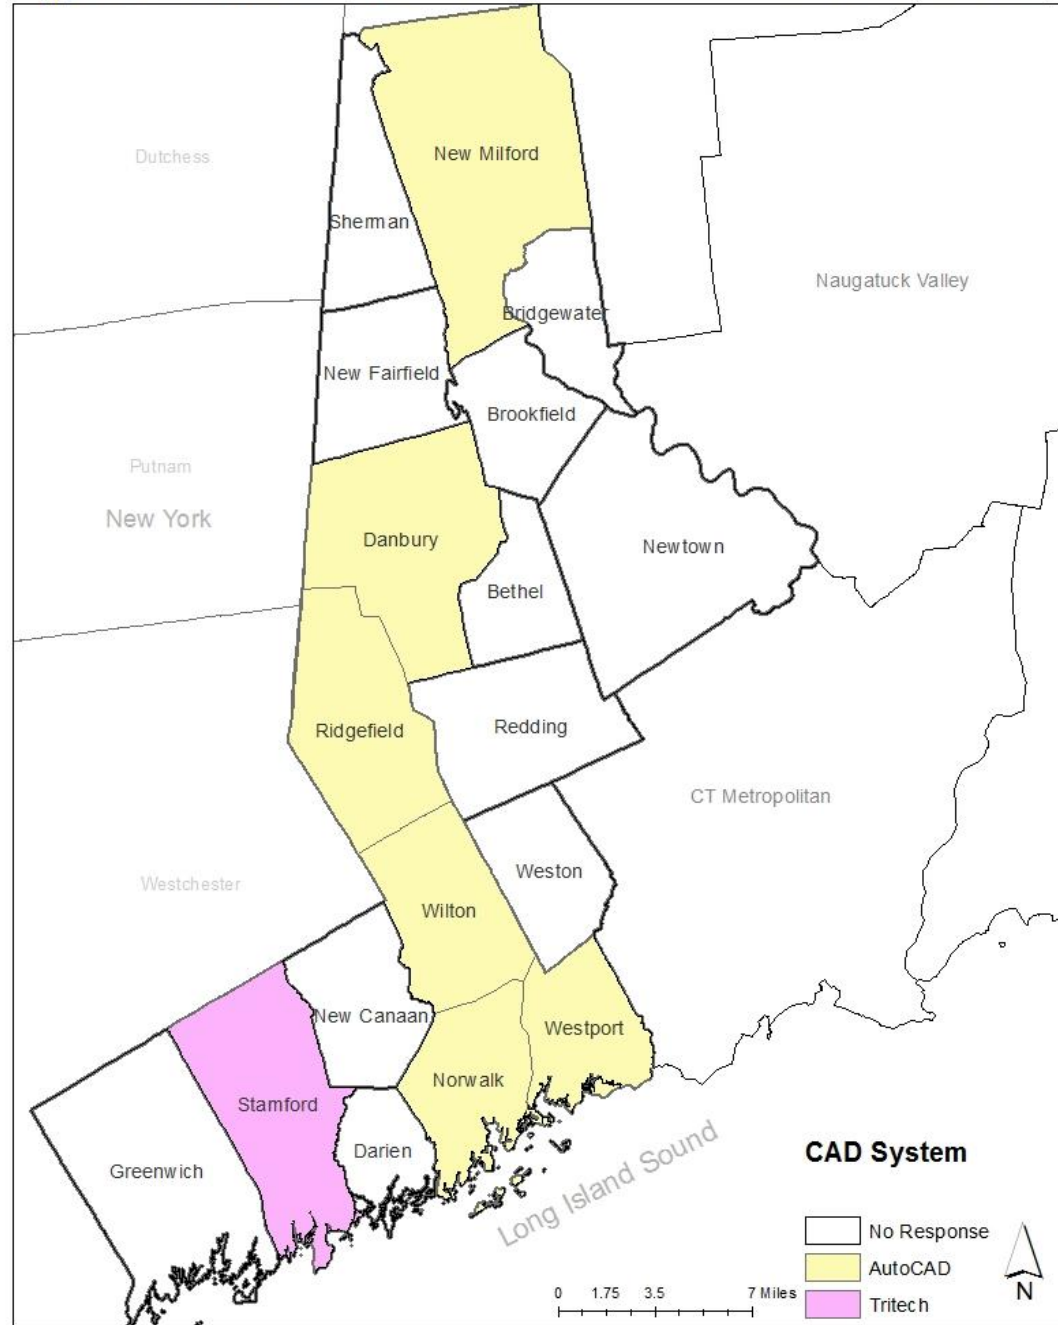 New Milford
Dutchess
Sherman
Naugatuck Valley
Bridgewater
New Fairfield
Brookfield
Putnam
New York
Danbury
Newtown
Bethel
Ridgefield
Redding
CT Metropolitan
Weston
Westchester
Wilton
New Canaan
Westport
Norwalk
Stamford
Darien
Greenwich
Long Island Sound
CAD System
No Response
AutoCAD
Tritech
N
0 1.75 3.5 7 Miles